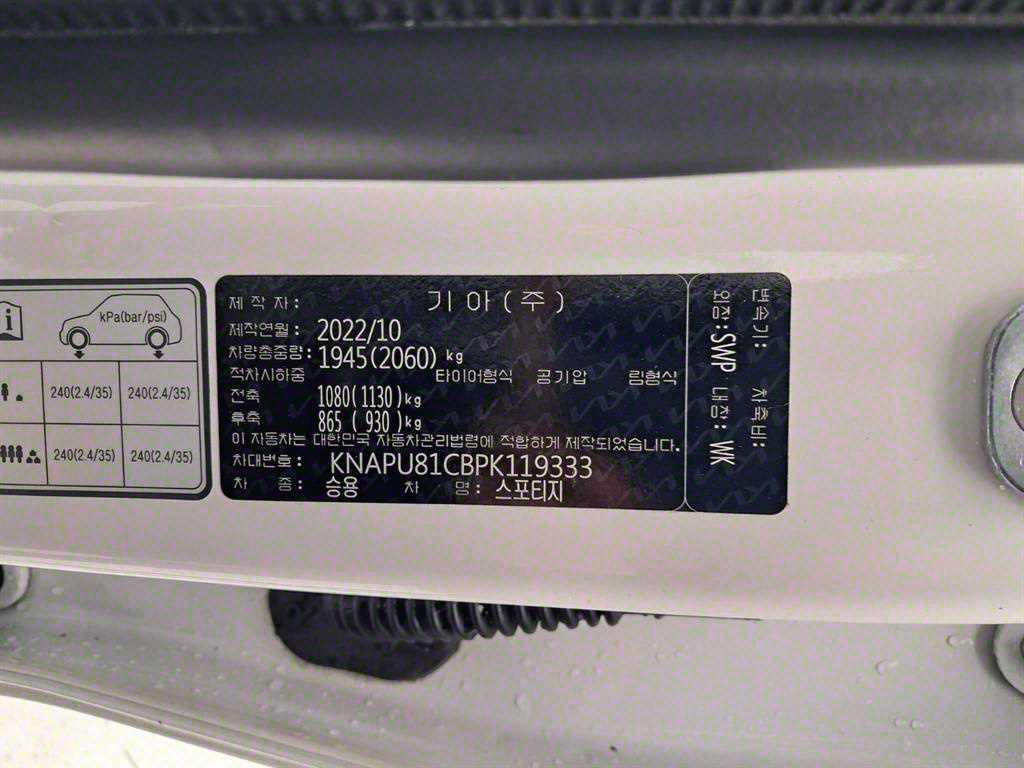 kPa(bar/psi)
240(2.4/35) 240(2.4/35)
240(2.4/35) 240(2.4/35)
제 작 자 : 기 아 ( 주 )
제작연월 : 2022/10
차량총중량 : 1945(2060) kg
적차시하중 타이어형식 공기압 림형식
전축 1080(1130)kg
후축 865 ( 930)kg
이 자동차는 대한민국 자동차관리법령에 적합하게 제작되었습니다.
차대번호 : KNAPU81CBPK119333
차 종 : 승용 차 명 : 스포티지
변속기 : 차축비 :
외장 : SWP 내장 : WK